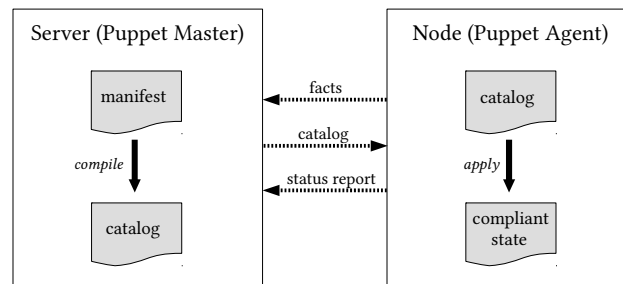 Server (Puppet Master)
manifest
compile
catalog
facts
catalog
status report
Node (Puppet Agent)
catalog
apply
compliant
state